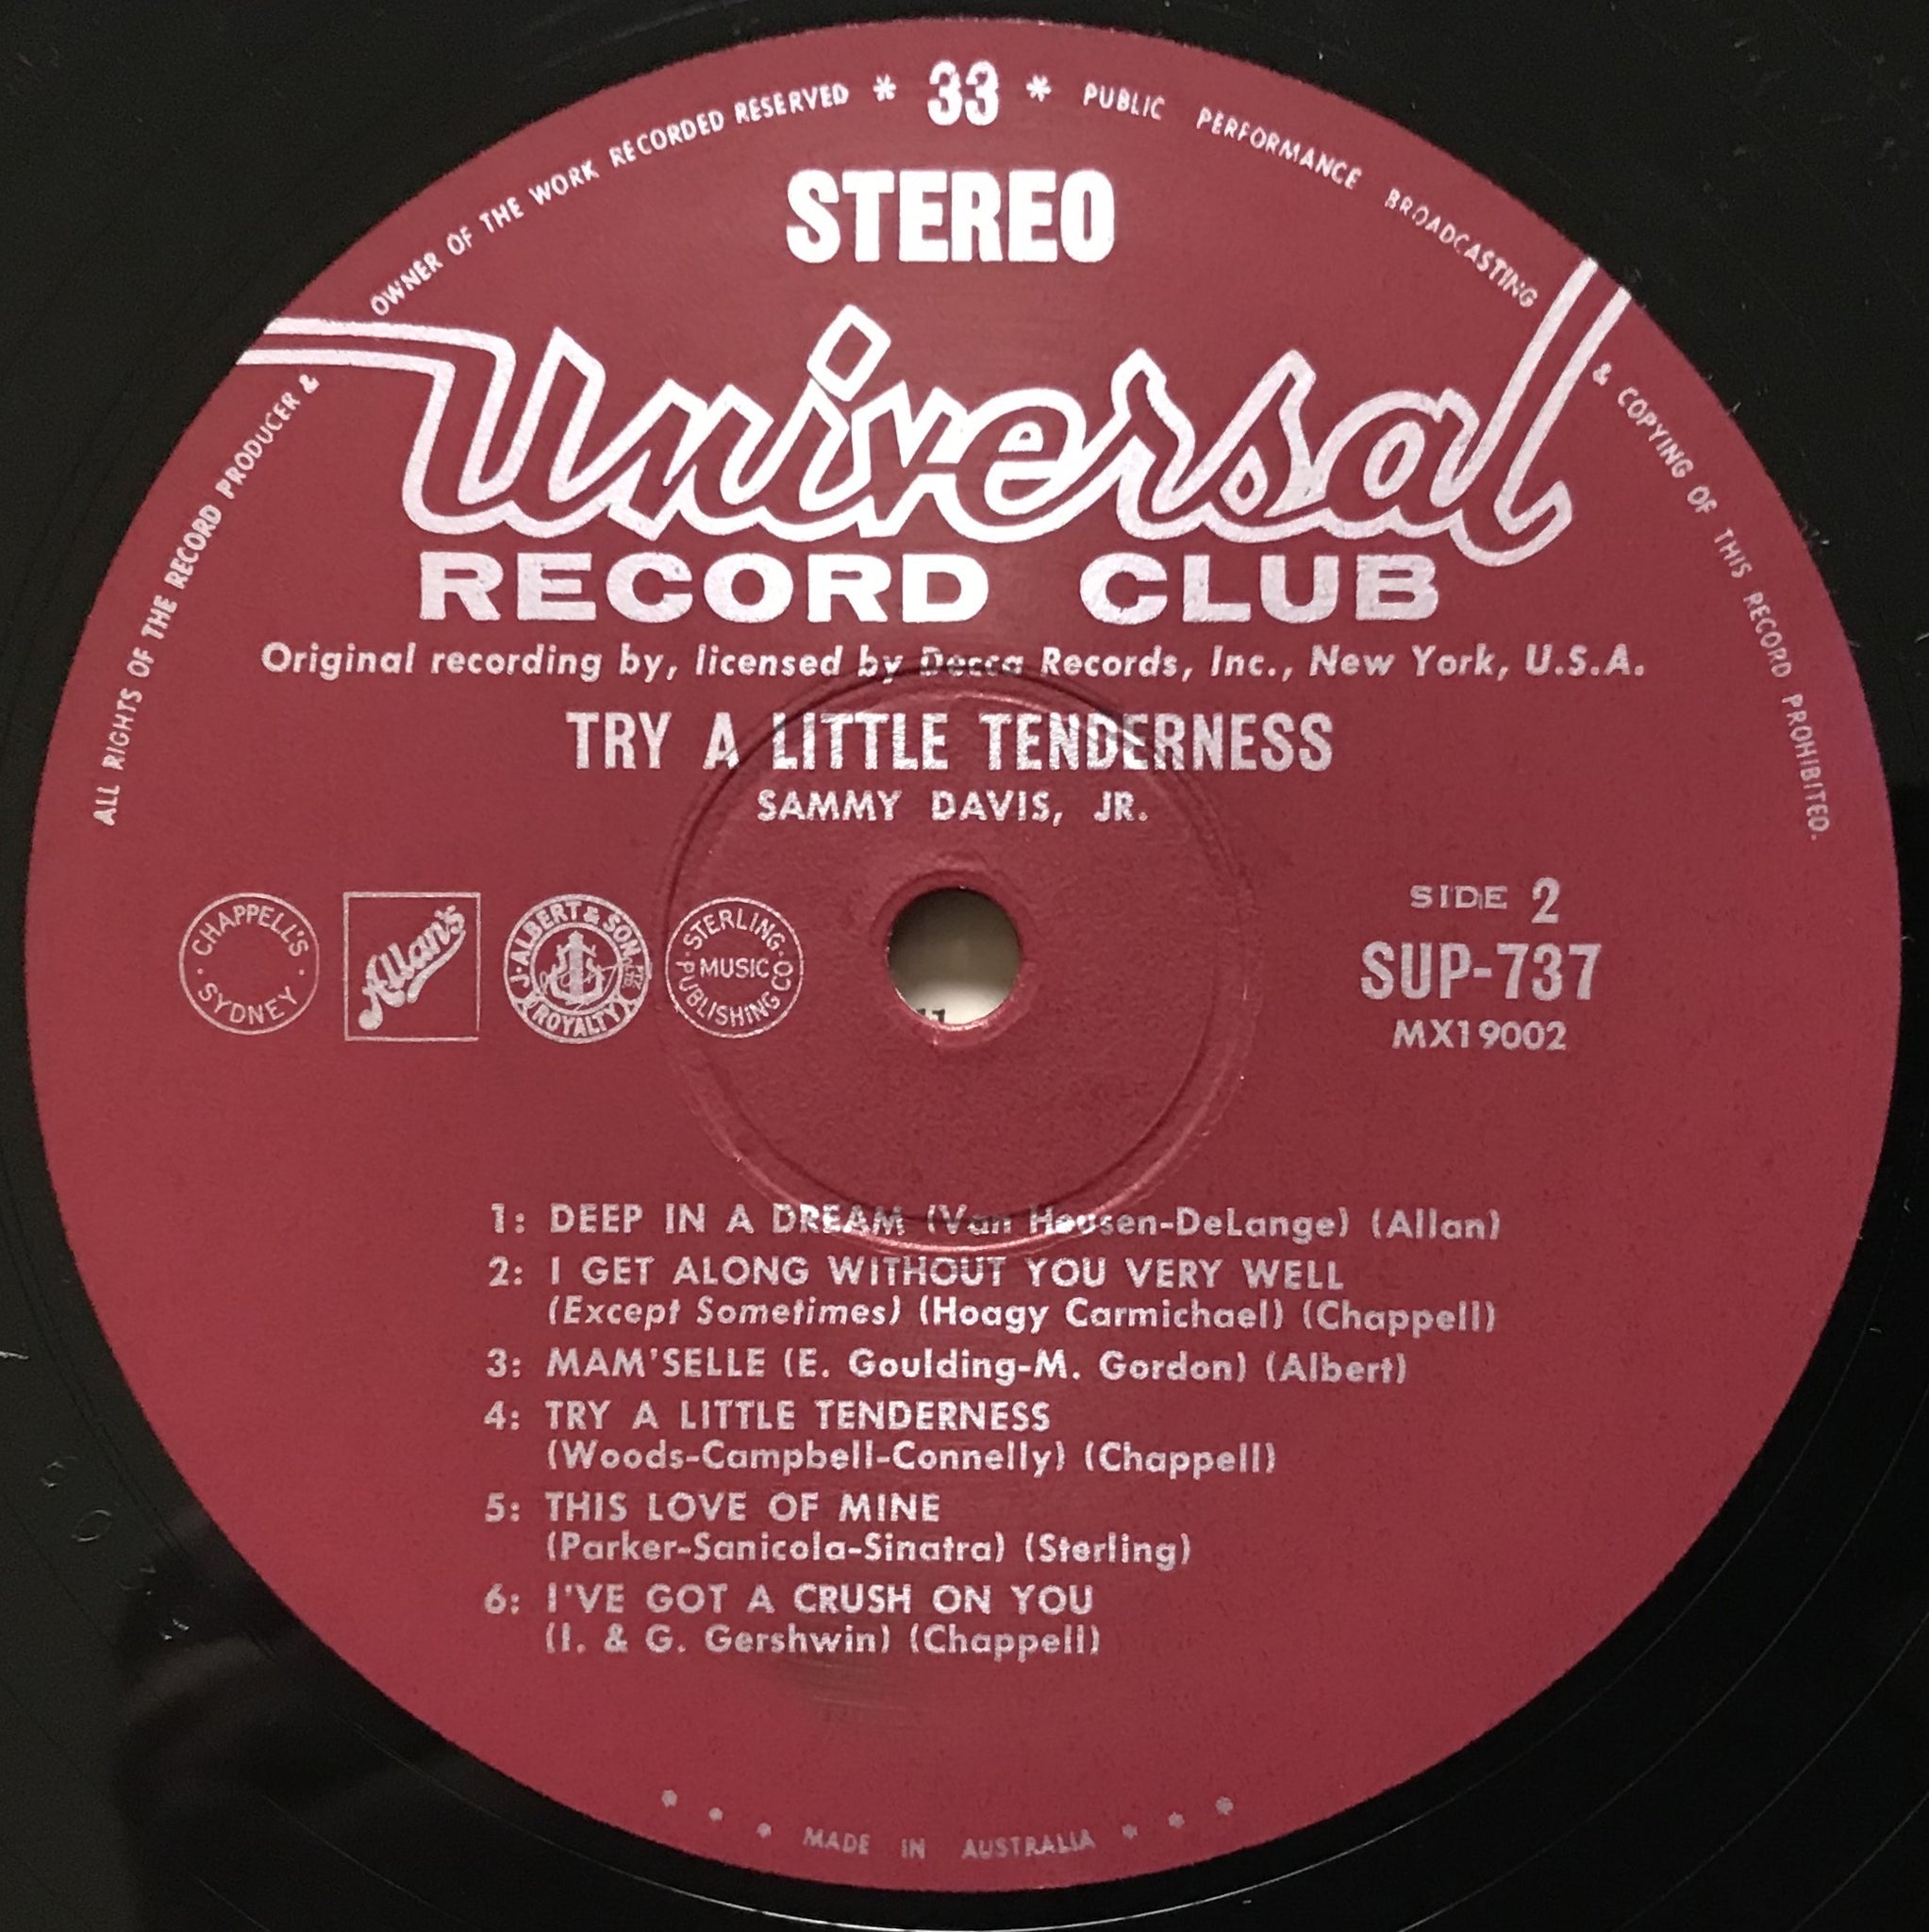 ALL RIGHTS OF THE RECORD PRODUCER &
OWNER OF THE WORK RECORDED RESERVED * 33 * PUBLIC PERFORMANCE BROADCASTING
& COPYING OF THIS RECORD PROHIBITED.
STEREO
Universal
RECORD CLUB
Original recording by, licensed by Decca Records, Inc., New York, U.S.A.
TRY A LITTLE TENDERNESS
SAMMY DAVIS, JR.
CHAPPELL'S · SYDNEY ·
Allan's
J. ALBERT & SON PTY LTD ROYALTY
· STERLING · MUSIC PUBLISHING CO
SIDE 2
SUP-737
MX19002
1: DEEP IN A DREAM (Van Heusen-DeLange) (Allan)
2: I GET ALONG WITHOUT YOU VERY WELL
(Except Sometimes) (Hoagy Carmichael) (Chappell)
3: MAM'SELLE (E. Goulding-M. Gordon) (Albert)
4: TRY A LITTLE TENDERNESS
(Woods-Campbell-Connelly) (Chappell)
5: THIS LOVE OF MINE
(Parker-Sanicola-Sinatra) (Sterling)
6: I'VE GOT A CRUSH ON YOU
(I. & G. Gershwin) (Chappell)
* * * MADE IN AUSTRALIA * * *